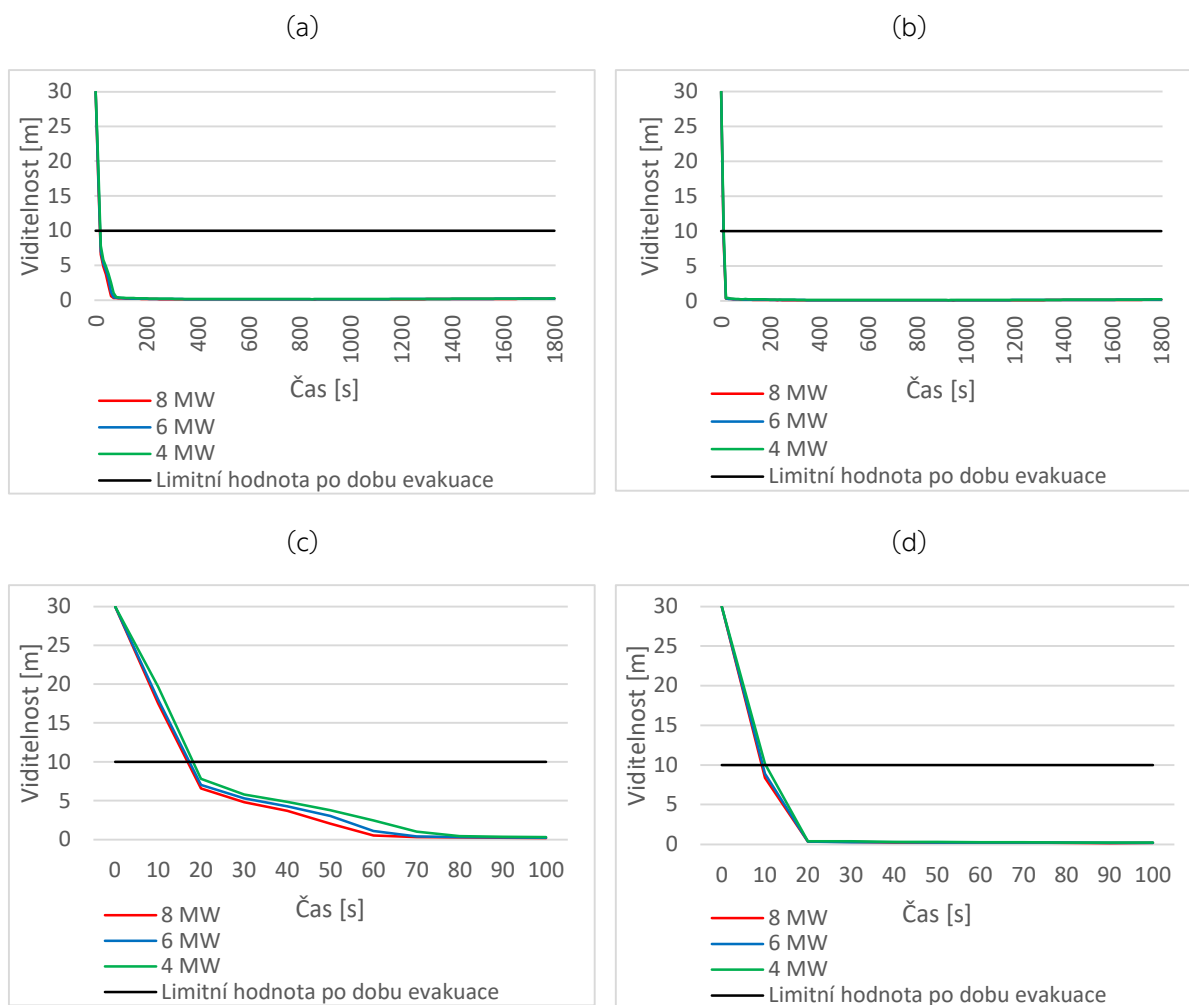 (a)
Viditelnost [m]
30
25
20
15
10
5
0
0 200 400 600 800 1000 1200 1400 1600 1800
Čas [s]
8 MW
6 MW
4 MW
Limitní hodnota po dobu evakuace
(b)
Viditelnost [m]
30
25
20
15
10
5
0
0 200 400 600 800 1000 1200 1400 1600 1800
Čas [s]
8 MW
6 MW
4 MW
Limitní hodnota po dobu evakuace
(c)
Viditelnost [m]
30
25
20
15
10
5
0
0 10 20 30 40 50 60 70 80 90 100
Čas [s]
8 MW
6 MW
4 MW
Limitní hodnota po dobu evakuace
(d)
Viditelnost [m]
30
25
20
15
10
5
0
0 10 20 30 40 50 60 70 80 90 100
Čas [s]
8 MW
6 MW
4 MW
Limitní hodnota po dobu evakuace